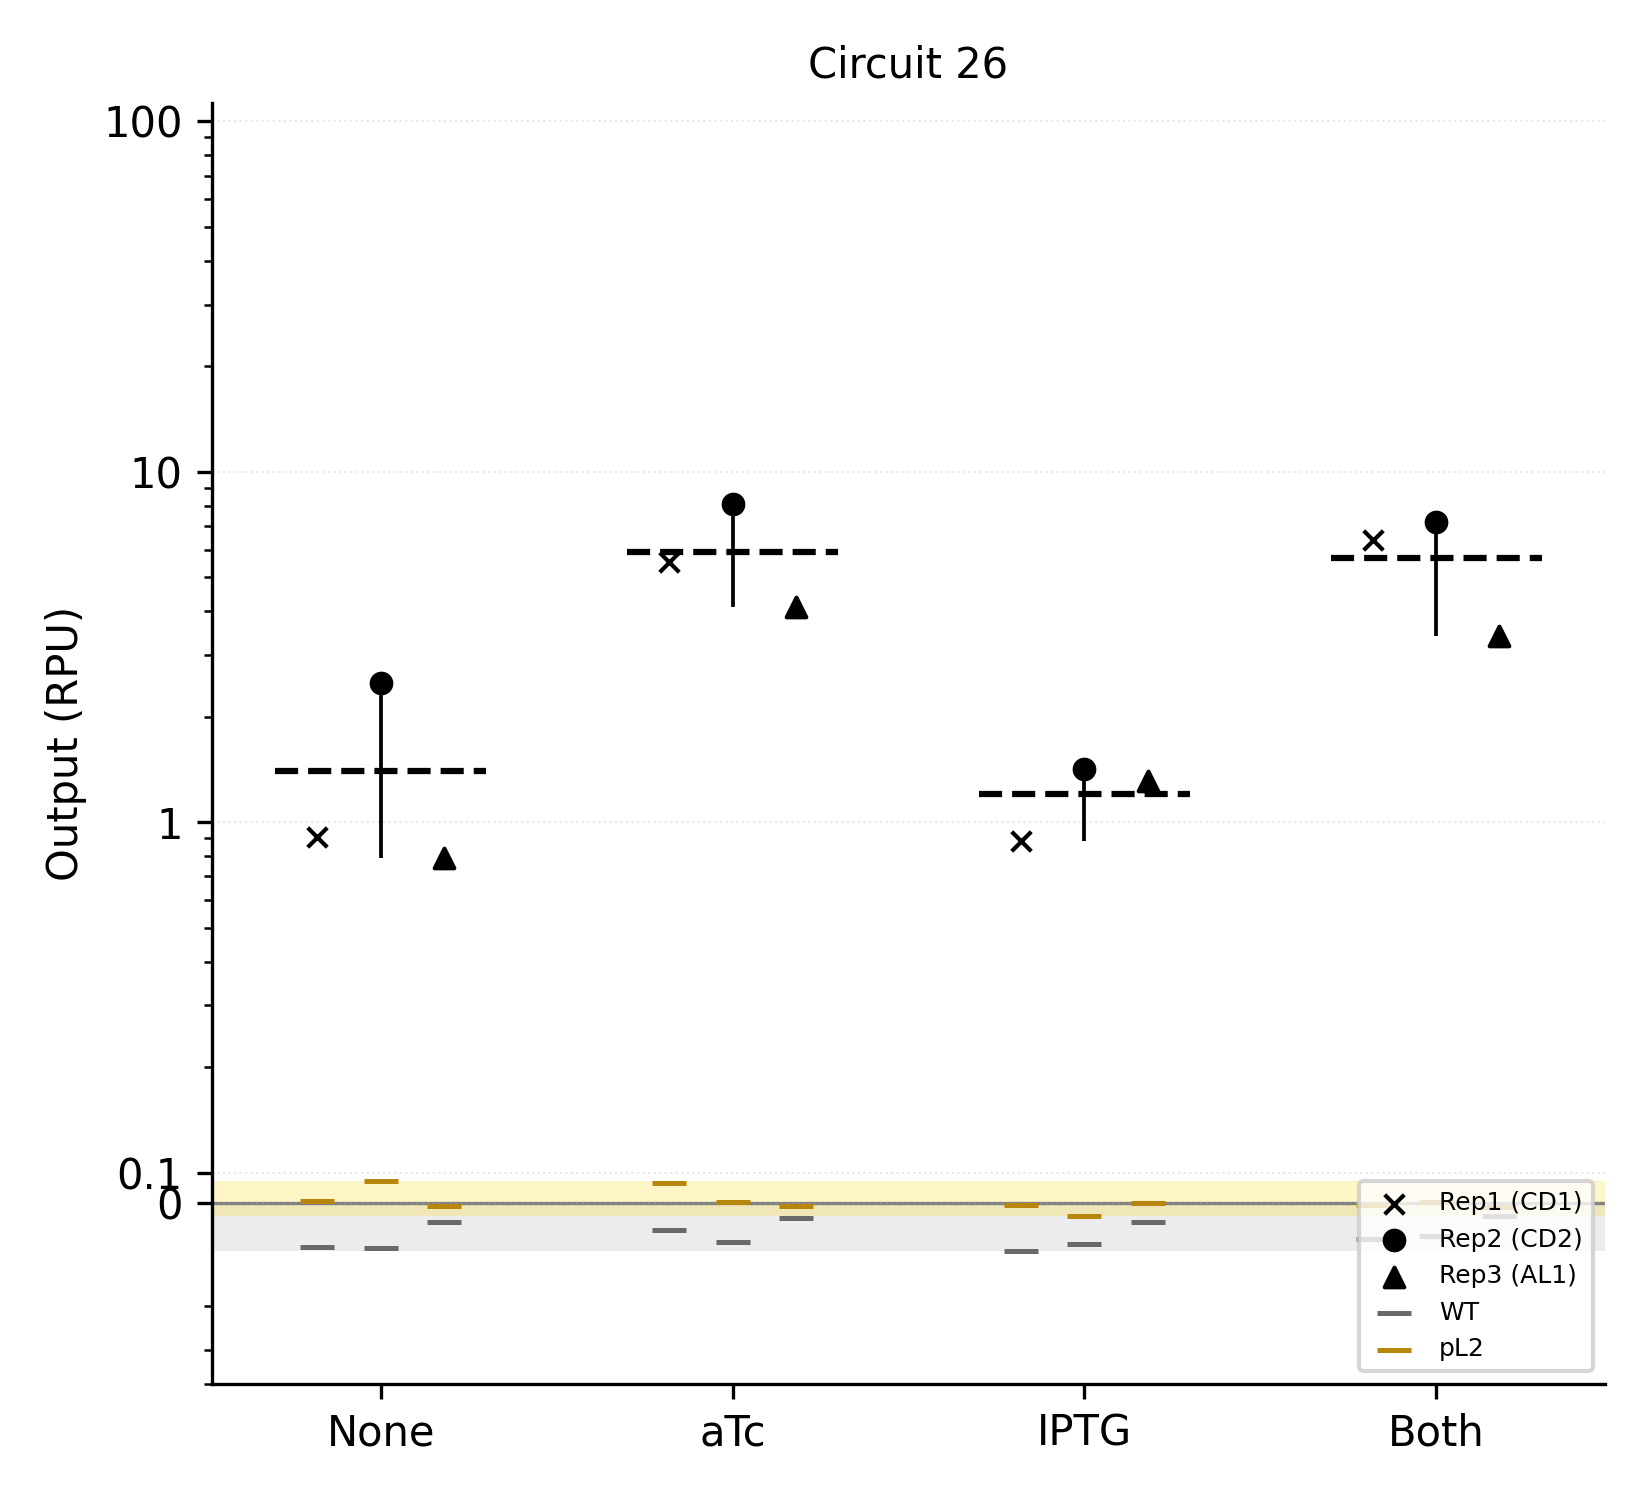 Circuit 26
100
10
1
0.1
0
Output (RPU)
None
aTc
IPTG
Both
Rep1 (CD1)
Rep2 (CD2)
Rep3 (AL1)
WT
pL2